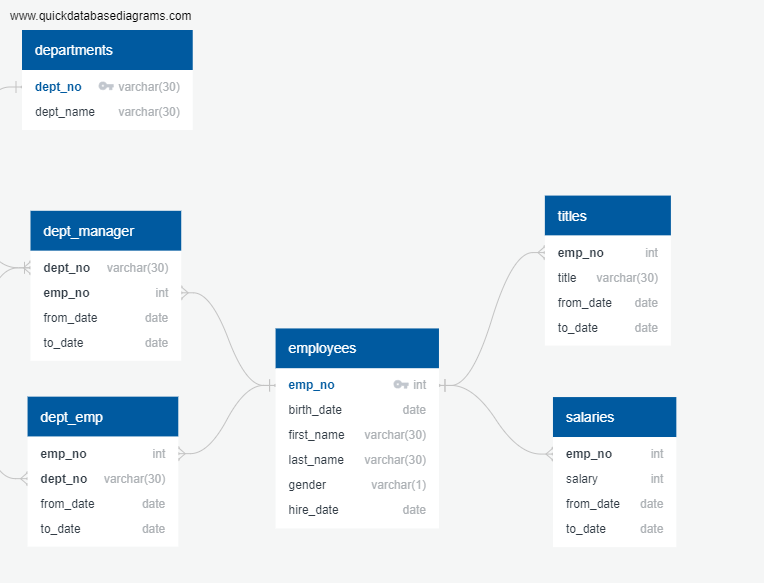 www.quickdatabasediagrams.com
departments
dept_no varchar(30)
dept_name varchar(30)
dept_manager
dept_no varchar(30)
emp_no int
from_date date
to_date date
dept_emp
emp_no int
dept_no varchar(30)
from_date date
to_date date
employees
emp_no int
birth_date date
first_name varchar(30)
last_name varchar(30)
gender varchar(1)
hire_date date
titles
emp_no int
title varchar(30)
from_date date
to_date date
salaries
emp_no int
salary int
from_date date
to_date date